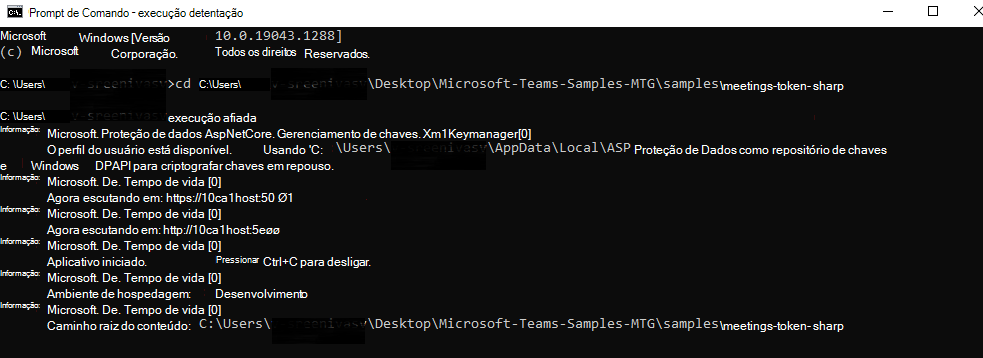 Prompt de Comando - execução detentação
Microsoft Windows [Versão 10.0.19043.1288]
(c) Microsoft Corporação. Todos os direitos Reservados.
C: \Users\ >cd C:\Users\ \Desktop\Microsoft-Teams-Samples-MTG\samples\meetings-token- sharp
C: \Users\ execução afiada
Informação: Microsoft. Proteção de dados AspNetCore. Gerenciamento de chaves. Xm1Keymanager[0]
O perfil do usuário está disponível. Usando 'C: \Users\ \AppData\Local\ASP Proteção de Dados como repositório de chaves
e Windows DPAPI para criptografar chaves em repouso.
Informação: Microsoft. De. Tempo de vida [0]
Agora escutando em: https://10ca1host:50 Ø1
Informação: Microsoft. De. Tempo de vida [0]
Agora escutando em: http://10ca1host:5eøø
Informação: Microsoft. De. Tempo de vida [0]
Aplicativo iniciado. Pressionar Ctrl+C para desligar.
Informação: Microsoft. De. Tempo de vida [0]
Ambiente de hospedagem: Desenvolvimento
Informação: Microsoft. De. Tempo de vida [0]
Caminho raiz do conteúdo: C:\Users\ \Desktop\Microsoft-Teams-Samples-MTG\samples\meetings-token- sharp